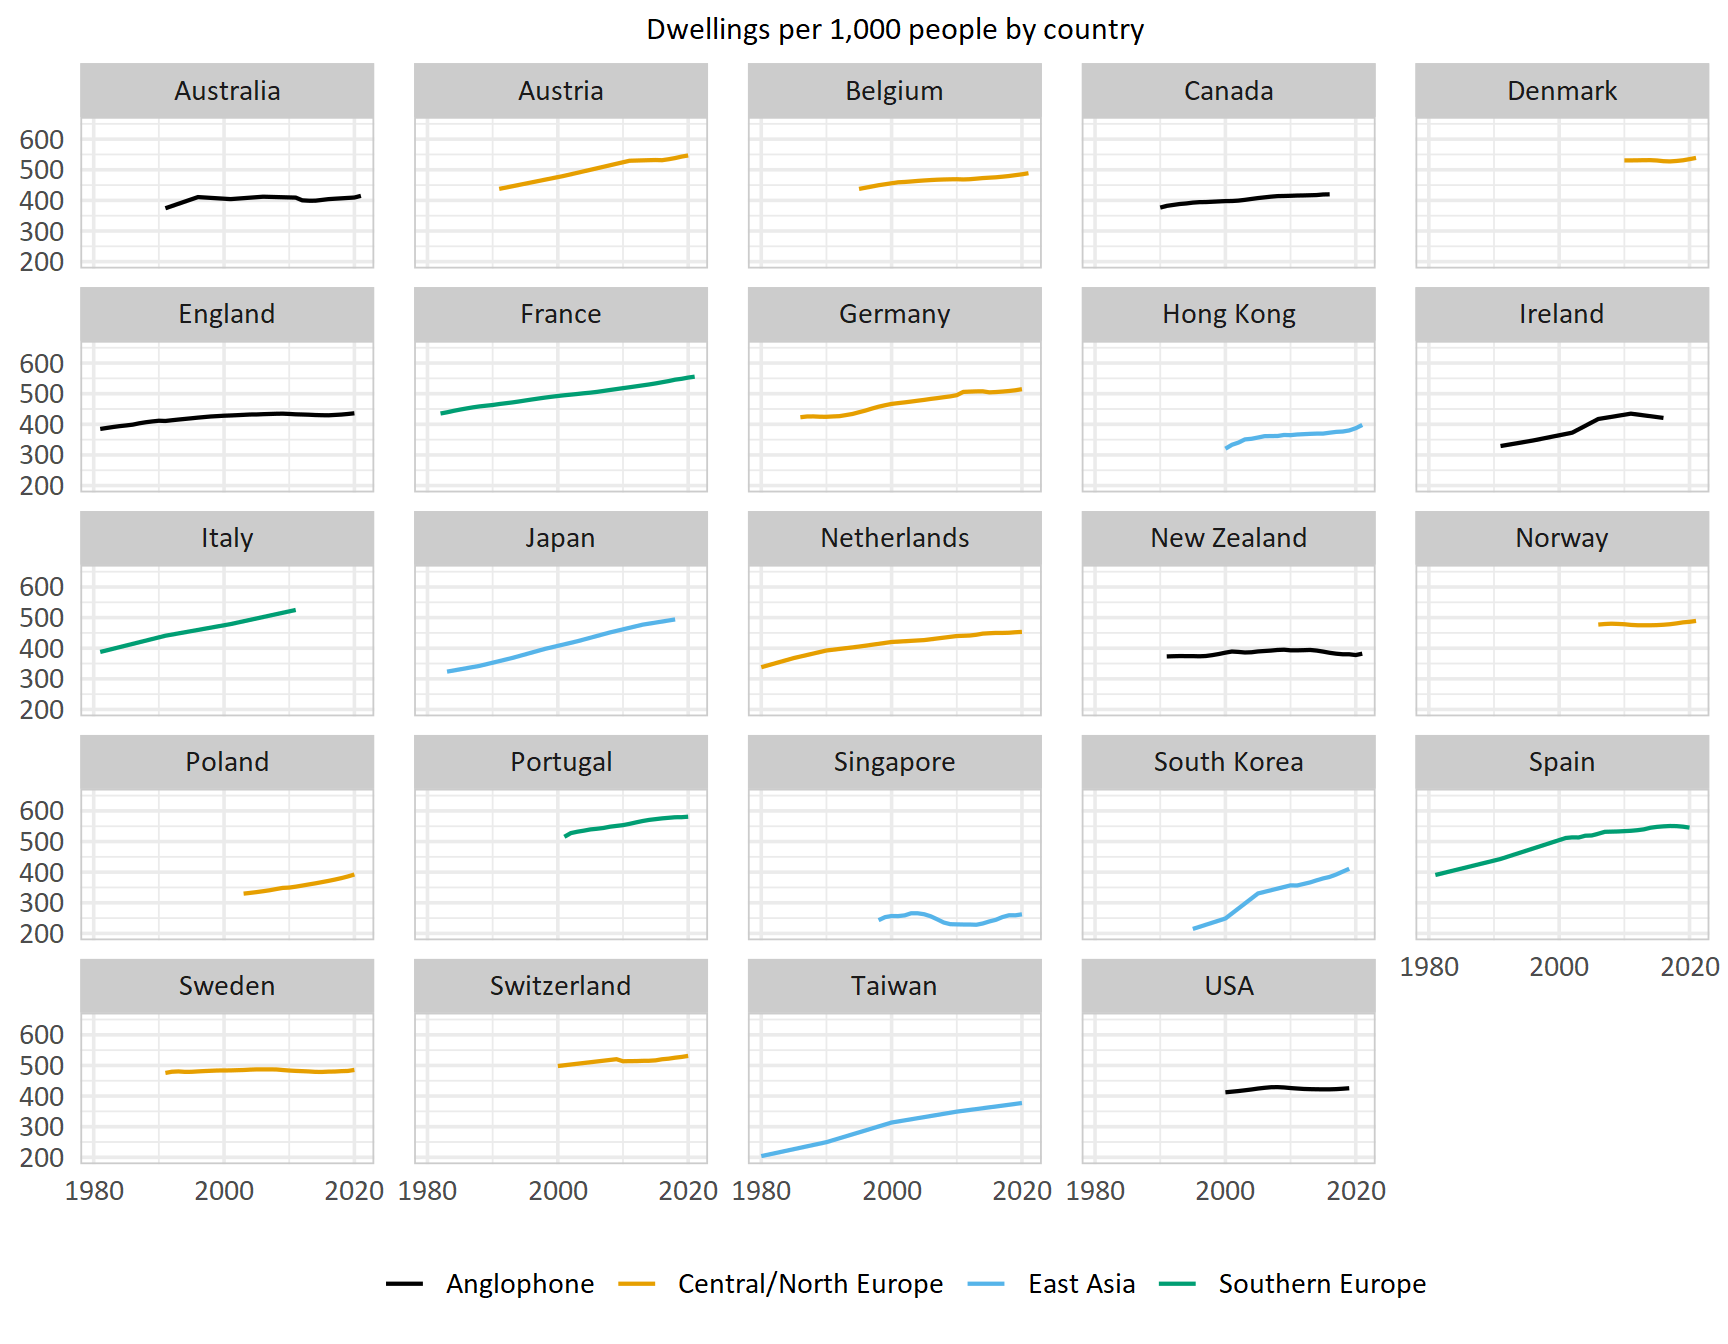 Dwellings per 1,000 people by country
Australia Austria Belgium Canada Denmark
600
500
400
300
200
England France Germany Hong Kong Ireland
600
500
400
300
200
Italy Japan Netherlands New Zealand Norway
600
500
400
300
200
Poland Portugal Singapore South Korea Spain
600
500
400
300
200
1980 2000 2020
Sweden Switzerland Taiwan USA
600
500
400
300
200
1980 2000 2020 1980 2000 2020 1980 2000 2020 1980 2000 2020
Anglophone Central/North Europe East Asia Southern Europe